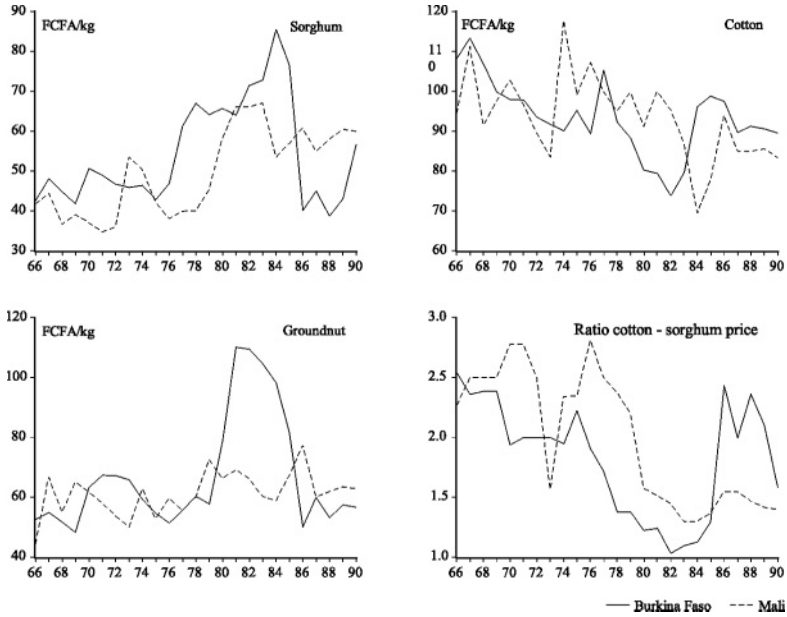 90
FCFA/kg
Sorghum
80
70
60
50
40
30
66 68 70 72 74 76 78 80 82 84 86 88 90
120
FCFA/kg
Cotton
11
0
100
90
80
70
60
66 68 70 72 74 76 78 80 82 84 86 88 90
120
FCFA/kg
Groundnut
100
80
60
40
66 68 70 72 74 76 78 80 82 84 86 88 90
3.0
Ratio cotton - sorghum price
2.5
2.0
1.5
1.0
66 68 70 72 74 76 78 80 82 84 86 88 90
Burkina Faso
Mali